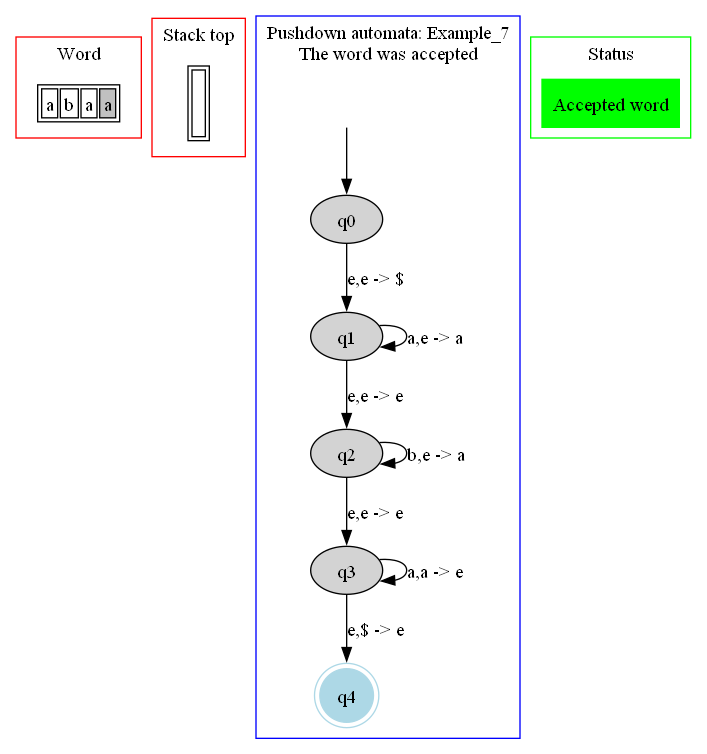 Word
a b a a
Stack top
Pushdown automata: Example_7
The word was accepted
q0
e,e -> $
q1
a,e -> a
e,e -> e
q2
b,e -> a
e,e -> e
q3
a,a -> e
e,$ -> e
q4
Status
Accepted word